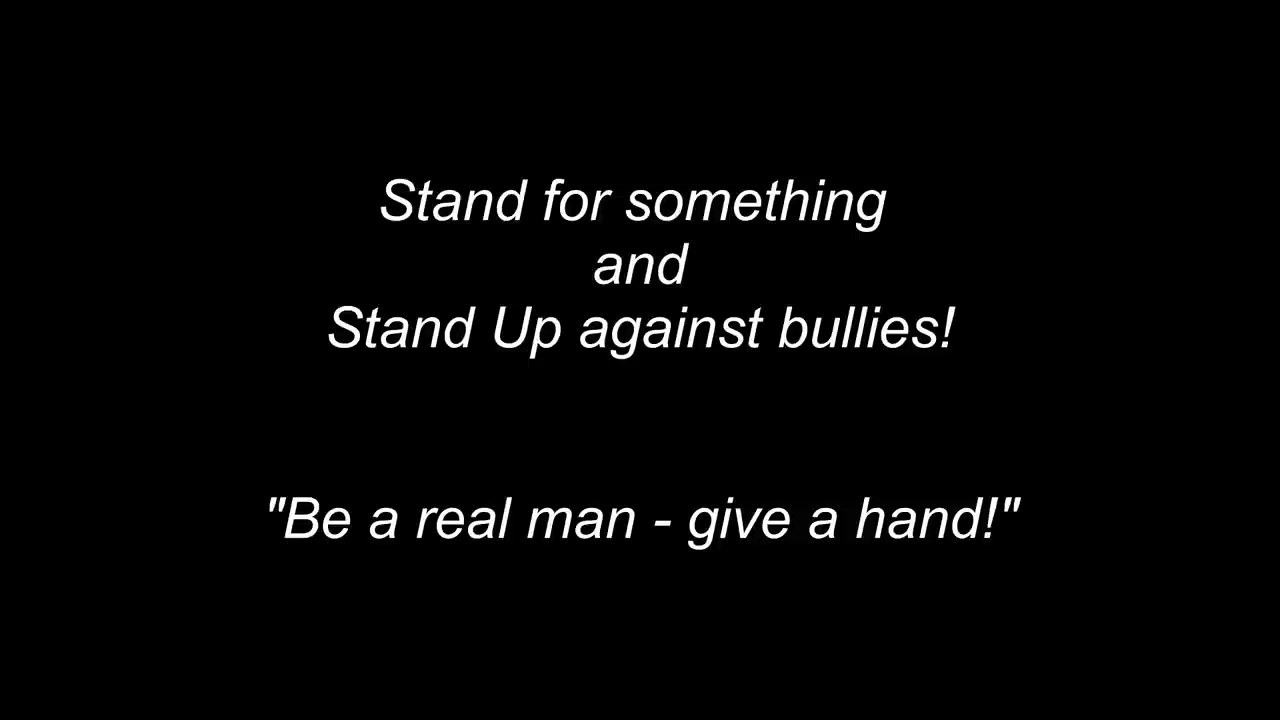 Stand for something
and
Stand Up against bullies!
"Be a real man - give a hand!"